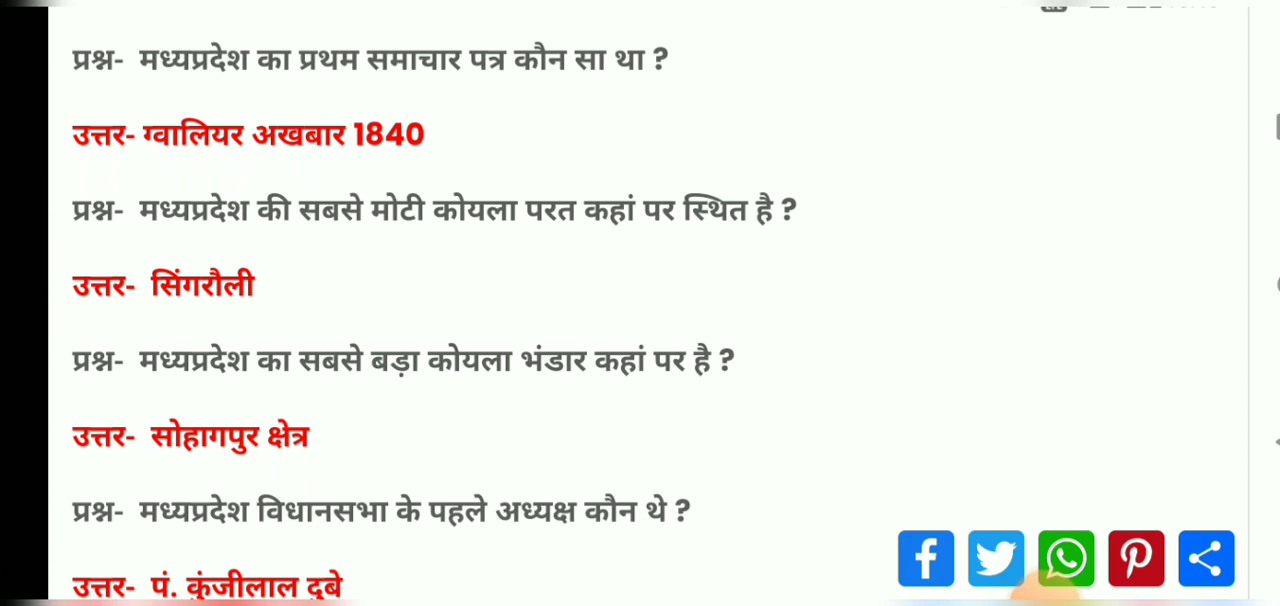 प्रश्न- मध्यप्रदेश का प्रथम समाचार पत्र कौन सा था ?
उत्तर- ग्वालियर अखबार 1840
प्रश्न- मध्यप्रदेश की सबसे मोटी कोयला परत कहां पर स्थित है ?
उत्तर- सिंगरौली
प्रश्न- मध्यप्रदेश का सबसे बड़ा कोयला भंडार कहां पर है ?
उत्तर- सोहागपुर क्षेत्र
प्रश्न- मध्यप्रदेश विधानसभा के पहले अध्यक्ष कौन थे ?
उत्तर- पं. कुंजीलाल दुबे